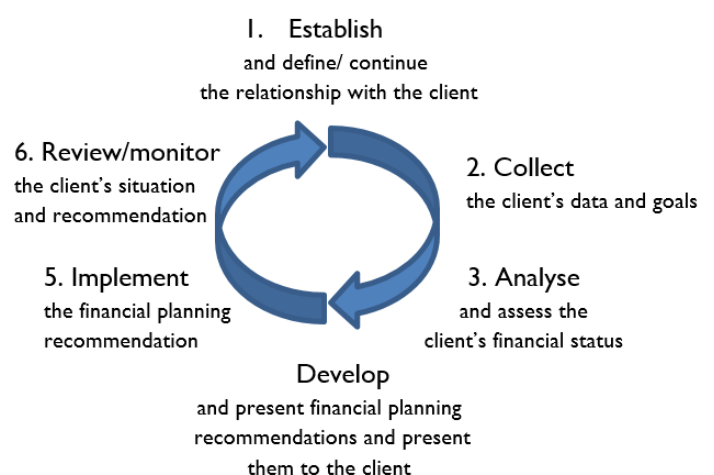 1. Establish
and define/ continue
the relationship with the client
2. Collect
the client's data and goals
3. Analyse
and assess the
client's financial status
Develop
and present financial planning
recommendations and present
them to the client
5. Implement
the financial planning
recommendation
6. Review/monitor
the client's situation
and recommendation